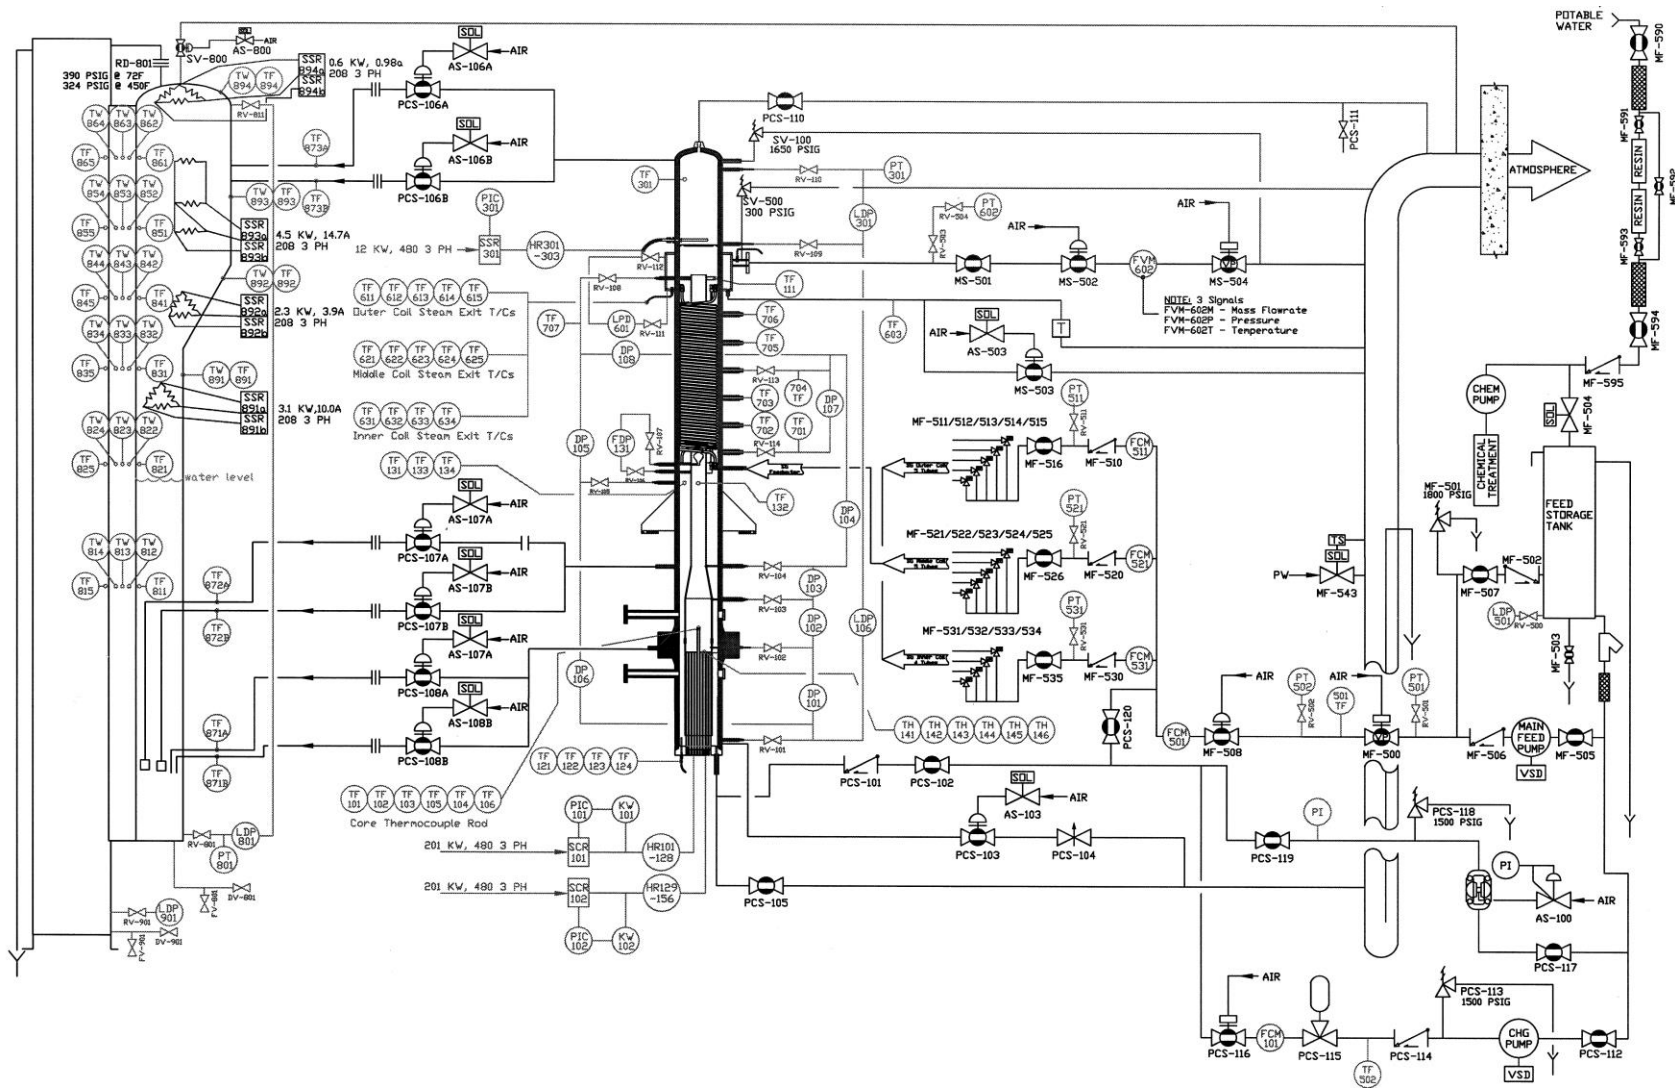 POTABLE
WATER
MF-590
MF-591
RESIN
RESIN
MF-592
MF-593
MF-594
MF-595
RD-801
390 PSIG @ 72F
324 PSIG @ 450F
SV-800
SOL
AS-800
AIR
TW 894
TF 894
SSR 894a
SSR 894b
0.6 KW, 0.98a
208 3 PH
RV-811
TW 864
TW 863
TW 862
TF 865
TF 861
TW 854
TW 853
TW 852
TF 855
TF 851
TW 844
TW 843
TW 842
TF 845
TF 841
TW 834
TW 833
TW 832
TF 835
TF 831
TW 824
TW 823
TW 822
TF 825
TF 821
water level
TW 814
TW 813
TW 812
TF 815
TF 811
TW 893
TF 893
SSR 893a
SSR 893b
4.5 KW, 14.7A
208 3 PH
TW 892
TF 892
SSR 892a
SSR 892b
2.3 KW, 3.9A
208 3 PH
TW 891
TF 891
SSR 891a
SSR 891b
3.1 KW,10.0A
208 3 PH
TF 873A
TF 873B
SOL
AIR
AS-106A
PCS-106A
SOL
AIR
AS-106B
PCS-106B
TF 872A
TF 872B
TF 871A
TF 871B
SOL
AIR
AS-107A
PCS-107A
SOL
AIR
AS-107B
PCS-107B
SOL
AIR
AS-107A
PCS-108A
SOL
AIR
AS-108B
PCS-108B
RV-801
LDP 801
PT 801
FV-801
DV-801
RV-901
LDP 901
FV-901
DV-901
PIC 301
12 KW, 480 3 PH
SSR 301
HR301 -303
TF 611
TF 612
TF 613
TF 614
TF 615
Outer Coil Steam Exit T/Cs
TF 621
TF 622
TF 623
TF 624
TF 625
Middle Coil Steam Exit T/Cs
TF 631
TF 632
TF 633
TF 634
Inner Coil Steam Exit T/Cs
TF 131
TF 133
TF 134
TF 707
LPD 601
RV-112
RV-108
RV-111
DP 108
DP 105
FDP 131
RV-107
RV-106
RV-105
DP 106
TF 301
TF 111
TF 706
TF 705
RV-113
TF 704
TF 703
TF 702
TF 701
RV-114
DP 107
DP 104
TF 132
RV-104
DP 103
RV-103
DP 102
RV-102
DP 101
RV-101
LDP 106
TH 141
TH 142
TH 143
TH 144
TH 145
TH 146
TF 121
TF 122
TF 123
TF 124
TF 101
TF 102
TF 103
TF 105
TF 104
TF 106
Core Thermocouple Rod
PIC 101
KW 101
201 KW, 480 3 PH
SCR 101
HR101 -128
201 KW, 480 3 PH
SCR 102
HR129 -156
PIC 102
KW 102
PCS-110
SV-100
1650 PSIG
RV-110
PT 301
LDP 301
SV-500
300 PSIG
RV-109
PCS-111
ATMOSPHERE
RV-504
PT 602
RV-503
MS-501
AIR
MS-502
FVM 602
AIR
VP
MS-504
NOTE: 3 Signals
FVM-602M - Mass Flowrate
FVM-602P - Pressure
FVM-602T - Temperature
TF 603
SOL
AIR
AS-503
MS-503
T
MF-511/512/513/514/515
MF-516
PT 511
RV-511
MF-510
FCM 511
MF-521/522/523/524/525
MF-526
PT 521
RV-521
MF-520
FCM 521
MF-531/532/533/534
MF-535
PT 531
RV-531
MF-530
FCM 531
PCS-120
FCM 501
AIR
MF-508
PT 502
RV-502
501 TF
AIR
VP
MF-500
PT 501
RV-501
MF-506
MAIN FEED PUMP
VSD
MF-505
TS
SOL
PW
MF-543
CHEM PUMP
CHEMICAL TREATMENT
SOL
MF-504
MF-501
1800 PSIG
MF-502
MF-507
FEED STORAGE TANK
LDP 501
RV-500
MF-503
PCS-101
PCS-102
SOL
AIR
AS-103
PCS-103
PCS-104
PCS-105
PCS-119
PI
PCS-118
1500 PSIG
PI
AIR
AS-100
PCS-117
AIR
PCS-116
FCM 101
PCS-115
TF 502
PCS-114
PCS-113
1500 PSIG
CHG PUMP
VSD
PCS-112